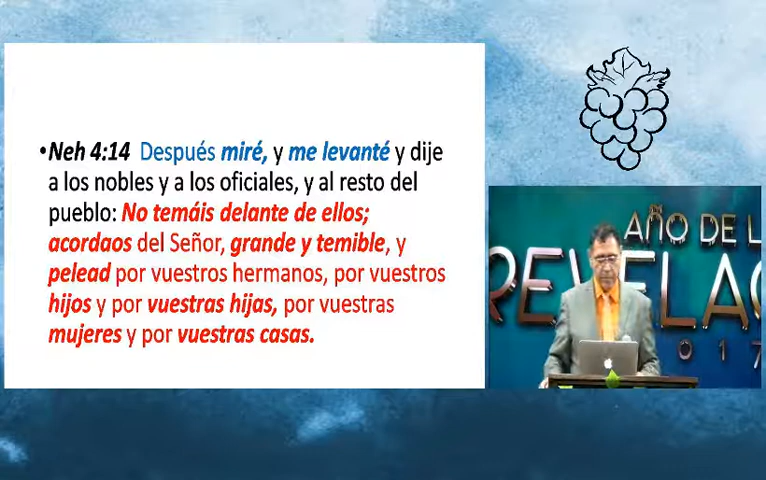 •Neh 4:14 Después miré, y me levanté y dije
a los nobles y a los oficiales, y al resto del
pueblo: No temáis delante de ellos;
acordaos del Señor, grande y temible, y
pelead por vuestros hermanos, por vuestros
hijos y por vuestras hijas, por vuestras
mujeres y por vuestras casas.
AÑO DE L
REVELAC
017